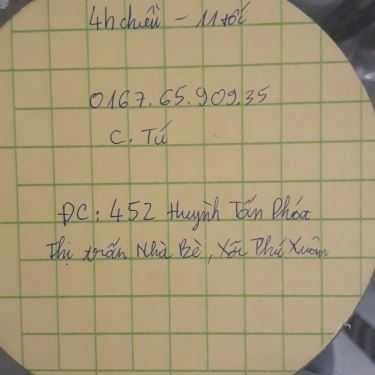 4h chiều - 11 tối
0167.65.909.35
C. Tú
ĐC: 452 Huỳnh Tấn Phát
Thị trấn Nhà Bè, Xã Phú Xuân